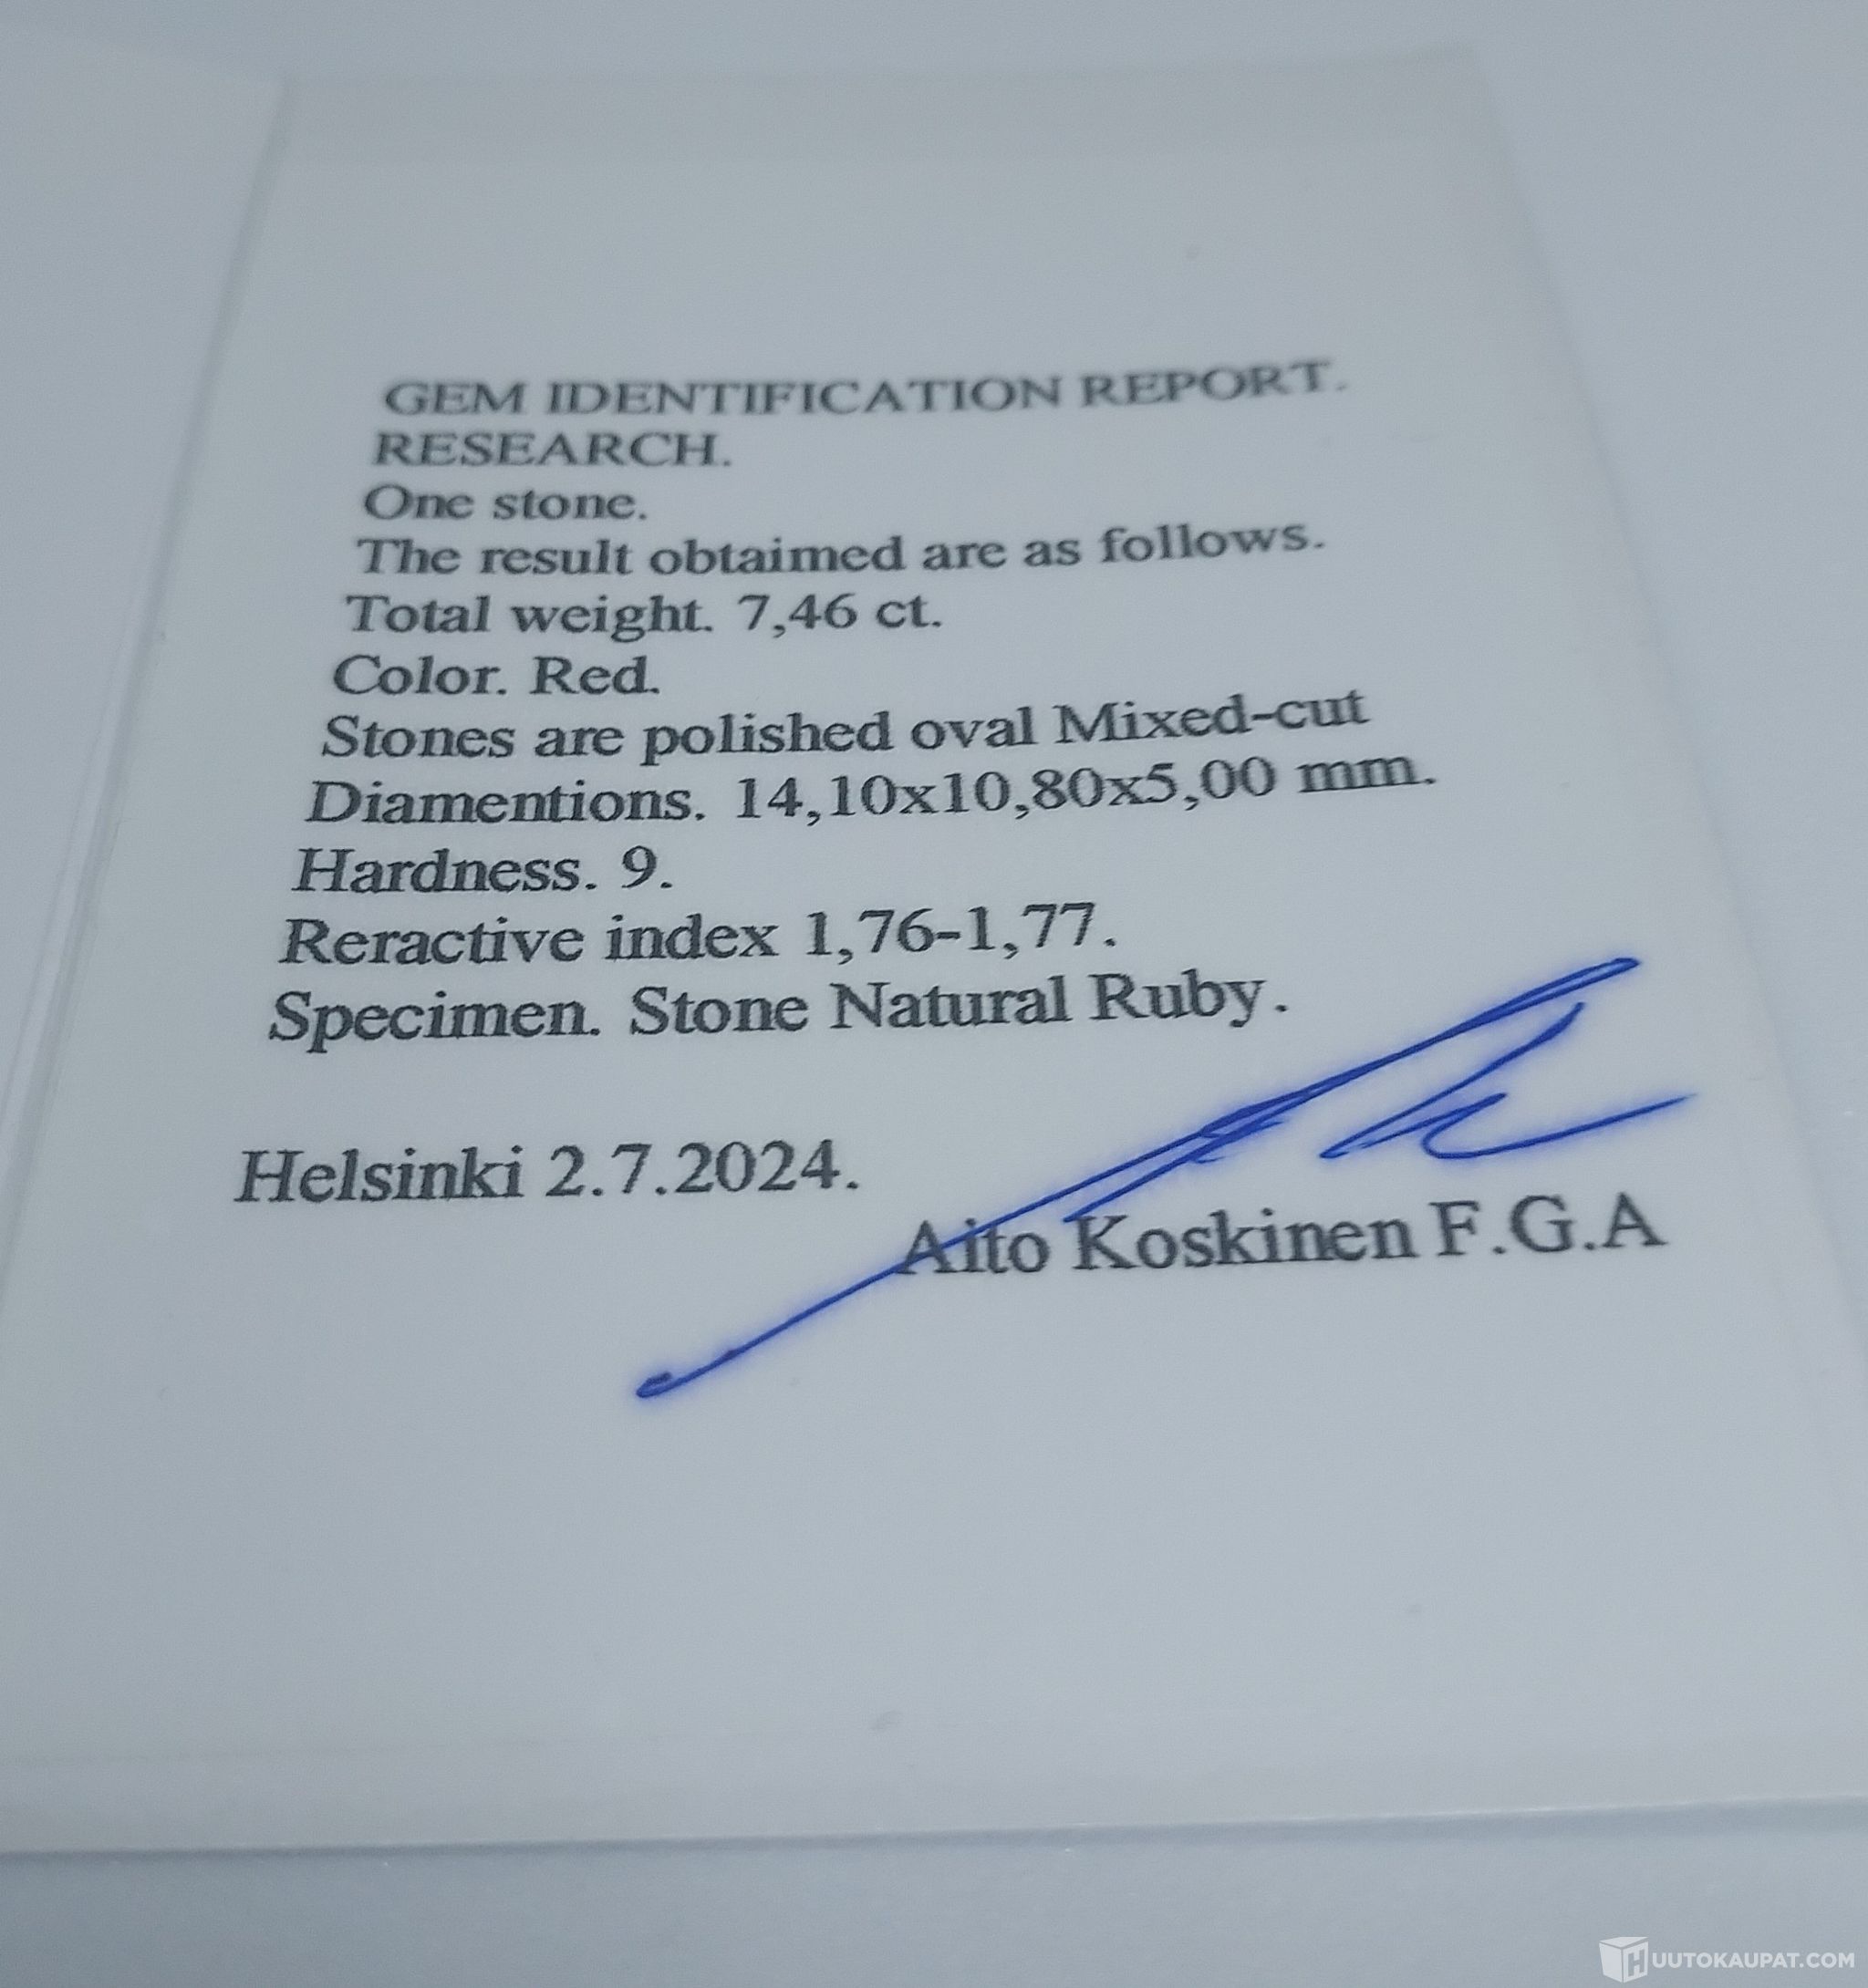 GEM IDENTIFICATION REPORT.
RESEARCH.
One stone.
The result obtaimed are as follows.
Total weight. 7,46 ct.
Color. Red.
Stones are polished oval Mixed-cut
Diamentions. 14,10x10,80x5,00 mm.
Hardness. 9.
Reractive index 1,76-1,77.
Specimen. Stone Natural Ruby.
Helsinki 2.7.2024.
Aito Koskinen F.G.A
HUUTOKAUPAT.COM